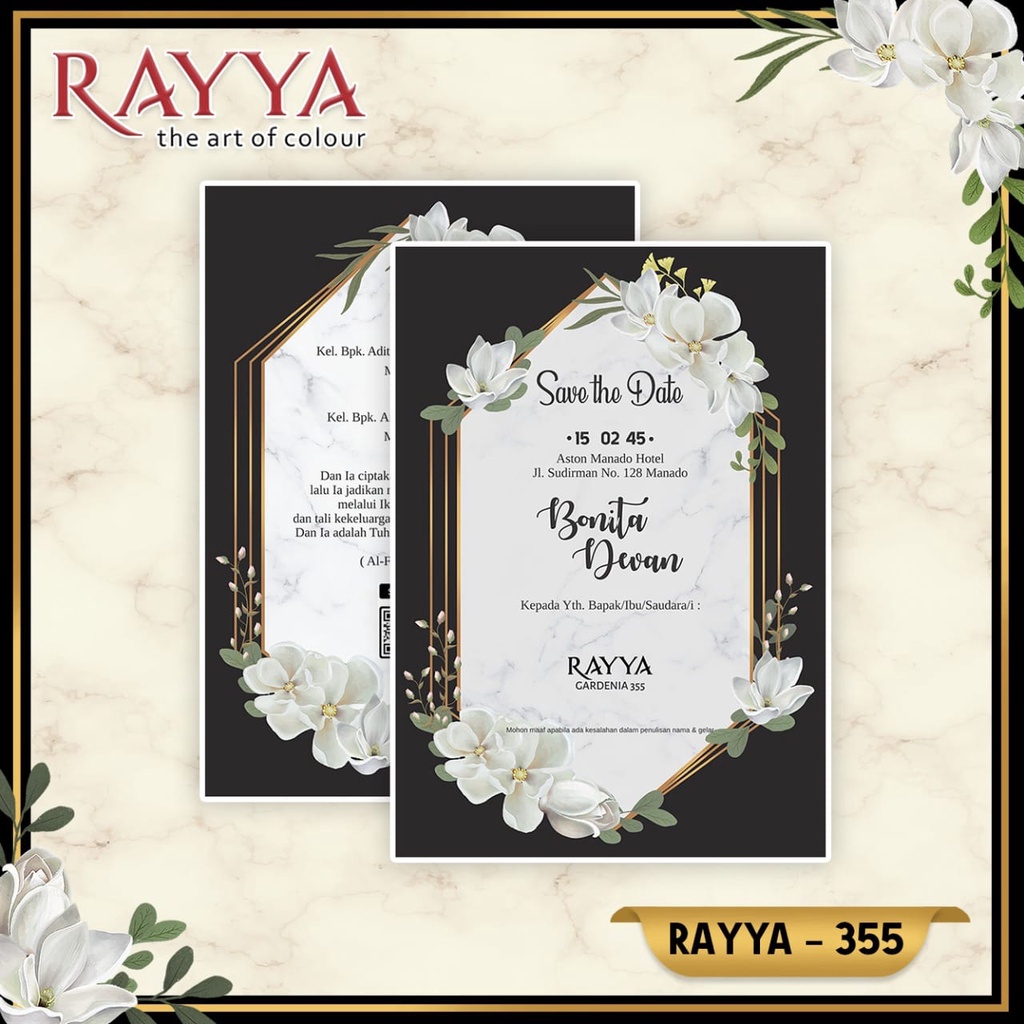 RAYYA
the art of colour
Kel. Bpk. Adit
M
Kel. Bpk. A
M
Dan Ia ciptak
lalu Ia jadikan
melalui Ik
dan tali kekeluarga
Dan Ia adalah Tuh
( Al-F
Save the Date
•15 02 45•
Aston Manado Hotel
Jl. Sudirman No. 128 Manado
Bonita
Devan
Kepada Yth. Bapak/Ibu/Saudara/i :
RAYYA
GARDENIA 355
Mohon maaf apabila ada kesalahan dalam penulisan nama & gelar
RAYYA – 355